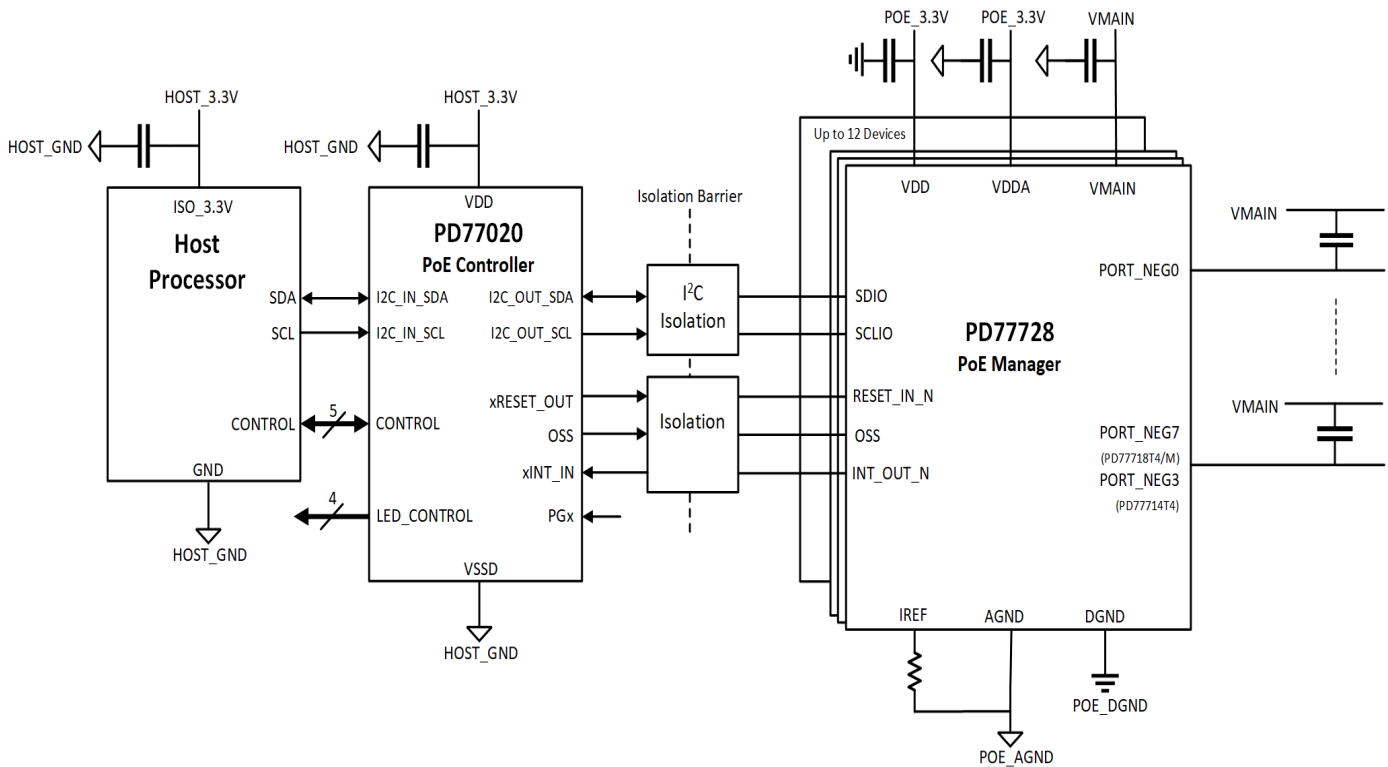 POE_3.3V
POE_3.3V
VMAIN
HOST_3.3V
HOST_3.3V
HOST_GND
HOST_GND
Up to 12 Devices
ISO_3.3V
Host
Processor
SDA
SCL
CONTROL
GND
HOST_GND
5
4
VDD
PD77020
PoE Controller
I2C_IN_SDA
I2C_OUT_SDA
I2C_IN_SCL
I2C_OUT_SCL
xRESET_OUT
CONTROL
OSS
xINT_IN
LED_CONTROL
PGx
VSSD
HOST_GND
Isolation Barrier
I²C
Isolation
Isolation
VDD
VDDA
VMAIN
SDIO
SCLIO
PD77728
PoE Manager
RESET_IN_N
OSS
INT_OUT_N
PORT_NEG0
PORT_NEG7
(PD77718T4/M)
PORT_NEG3
(PD77714T4)
IREF
AGND
DGND
POE_DGND
POE_AGND
VMAIN
VMAIN